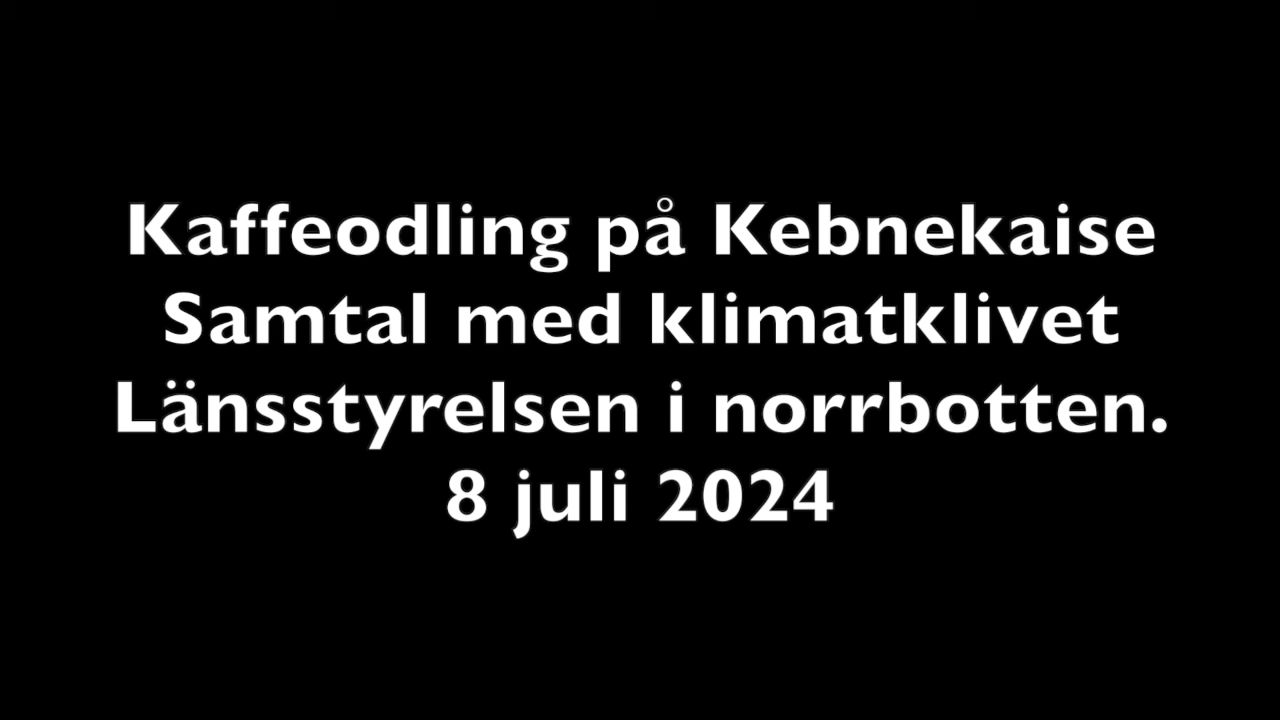 Kaffeodling på Kebnekaise
Samtal med klimatklivet
Länsstyrelsen i norrbotten.
8 juli 2024